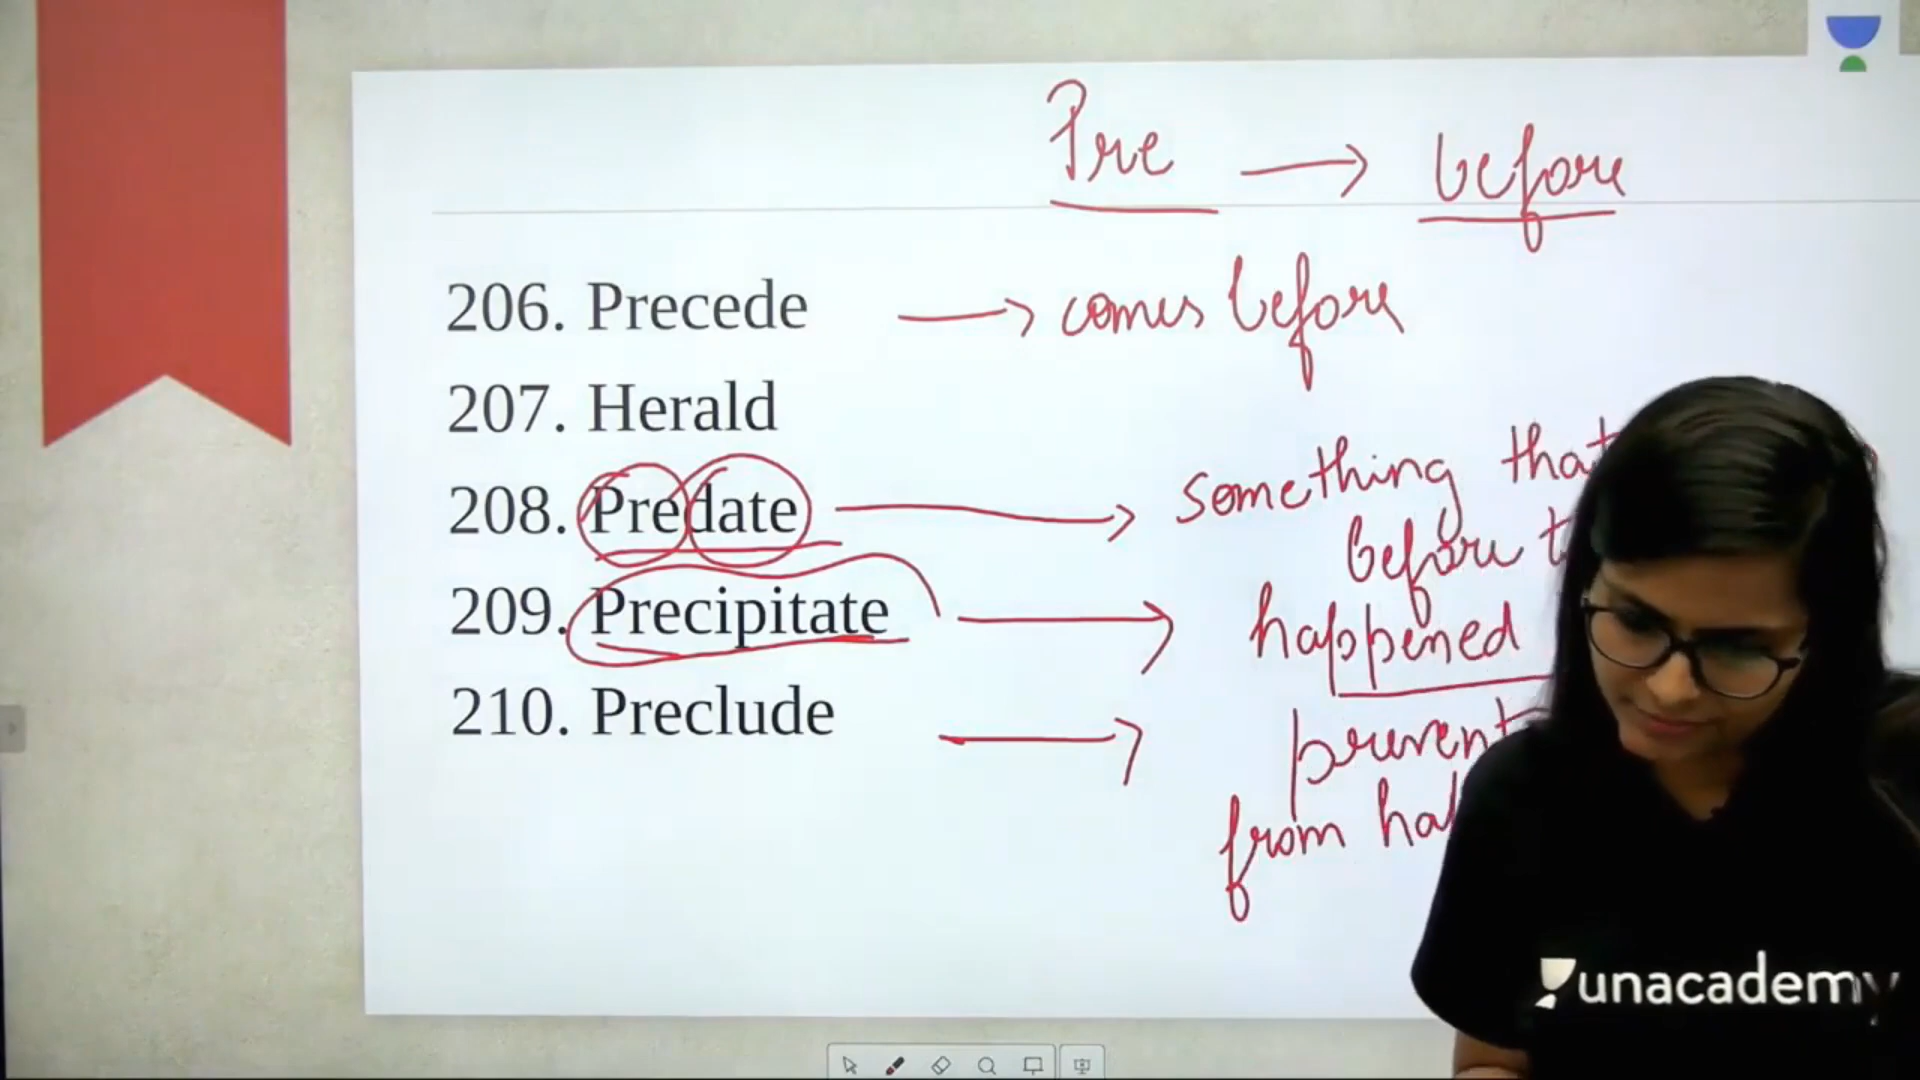 Pre → before
206. Precede → comes before
207. Herald
208. Predate → something that
before
209. Precipitate → happened
210. Preclude → prevent
from
unacademy